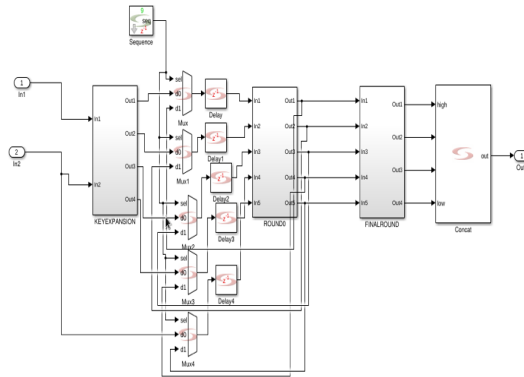 seq
Sequence
1
In1
2
In2
In1
In2
Out1
Out2
Out3
Out4
KEYEXPANSION
sel
d0
d1
Mux
Delay
sel
d0
d1
Mux1
Delay1
sel
d0
d1
Mux2
Delay2
sel
d0
d1
Mux3
Delay3
sel
d0
d1
Mux4
Delay4
In1
In2
In3
In4
In5
Out1
Out2
Out3
Out4
Out5
ROUND0
In1
In2
In3
In4
In5
Out1
Out2
Out3
Out4
FINALROUND
high
low
out
Concat
1